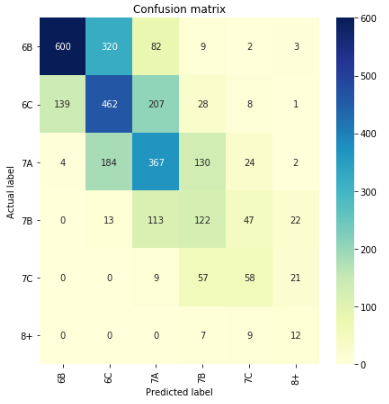 Confusion matrix
6B 600 320 82 9 2 3
6C 139 462 207 28 8 1
7A 4 184 367 130 24 2
7B 0 13 113 122 47 22
7C 0 0 9 57 58 21
8+ 0 0 0 7 9 12
6B 6C 7A 7B 7C 8+
Predicted label
Actual label
600
500
400
300
200
100
0